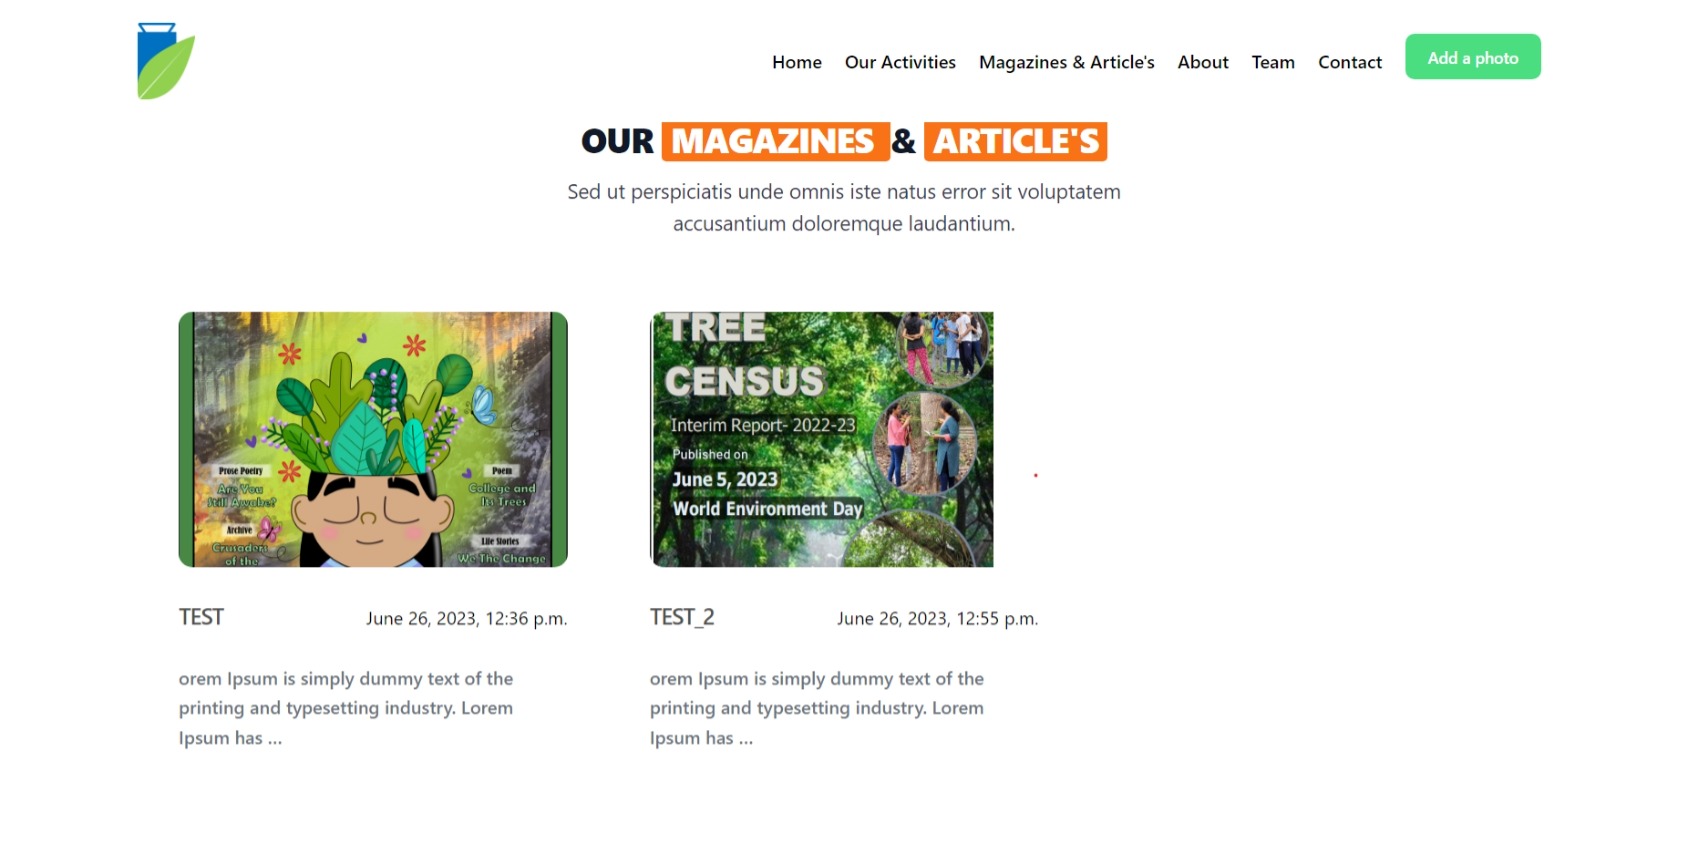 Home Our Activities Magazines & Article's About Team Contact Add a photo
OUR MAGAZINES & ARTICLE'S
Sed ut perspiciatis unde omnis iste natus error sit voluptatem
accusantium doloremque laudantium.
Prose Poetry
Are You
Still Awake?
Archive
Crusaders
of the
Poem
College and
Its Trees
Life Stories
We The Change
TREE
CENSUS
Interim Report- 2022-23
Published on
June 5, 2023
World Environment Day
TEST June 26, 2023, 12:36 p.m.
orem Ipsum is simply dummy text of the
printing and typesetting industry. Lorem
Ipsum has ...
TEST_2 June 26, 2023, 12:55 p.m.
orem Ipsum is simply dummy text of the
printing and typesetting industry. Lorem
Ipsum has ...